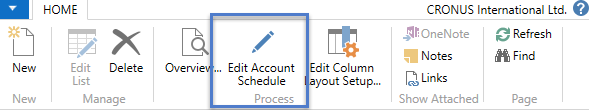 HOME
CRONUS International Ltd.
New
Edit
List
Delete
Overview...
Edit Account
Schedule
Edit Column
Layout Setup...
OneNote
Notes
Links
Refresh
Find
New
Manage
Process
Show Attached
Page